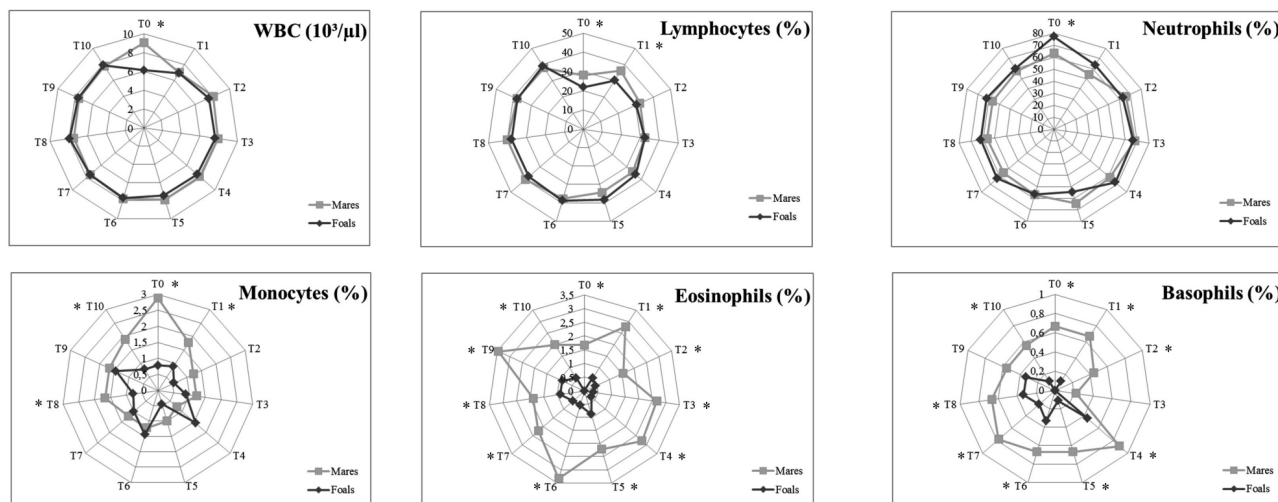 T0 *
WBC (10³/µl)
10
8
6
4
2
0
T1
T2
T3
T4
T5
T6
T7
T8
T9
T10
Mares
Foals
T0 *
Lymphocytes (%)
50
40
30
20
10
0
T1 *
T2
T3
T4
T5
T6
T7
T8
T9
T10
Mares
Foals
T0 *
Neutrophils (%)
80
70
60
50
40
30
20
10
0
T1
T2
T3
T4
T5
T6
T7
T8
T9
T10
Mares
Foals
T0 *
Monocytes (%)
3
2,5
2
1,5
1
0,5
0
T1 *
T2
T3
T4
T5
T6
T7
* T8
T9
* T10
Mares
Foals
T0 *
Eosinophils (%)
3,5
3
2,5
2
1,5
1
0,5
0
T1 *
T2 *
T3 *
T4 *
T5 *
* T6
* T7
* T8
* T9
* T10
Mares
Foals
T0 *
Basophils (%)
1
0,8
0,6
0,4
0,2
0
T1 *
T2 *
T3
T4 *
T5 *
* T6
* T7
* T8
T9
* T10
Mares
Foals